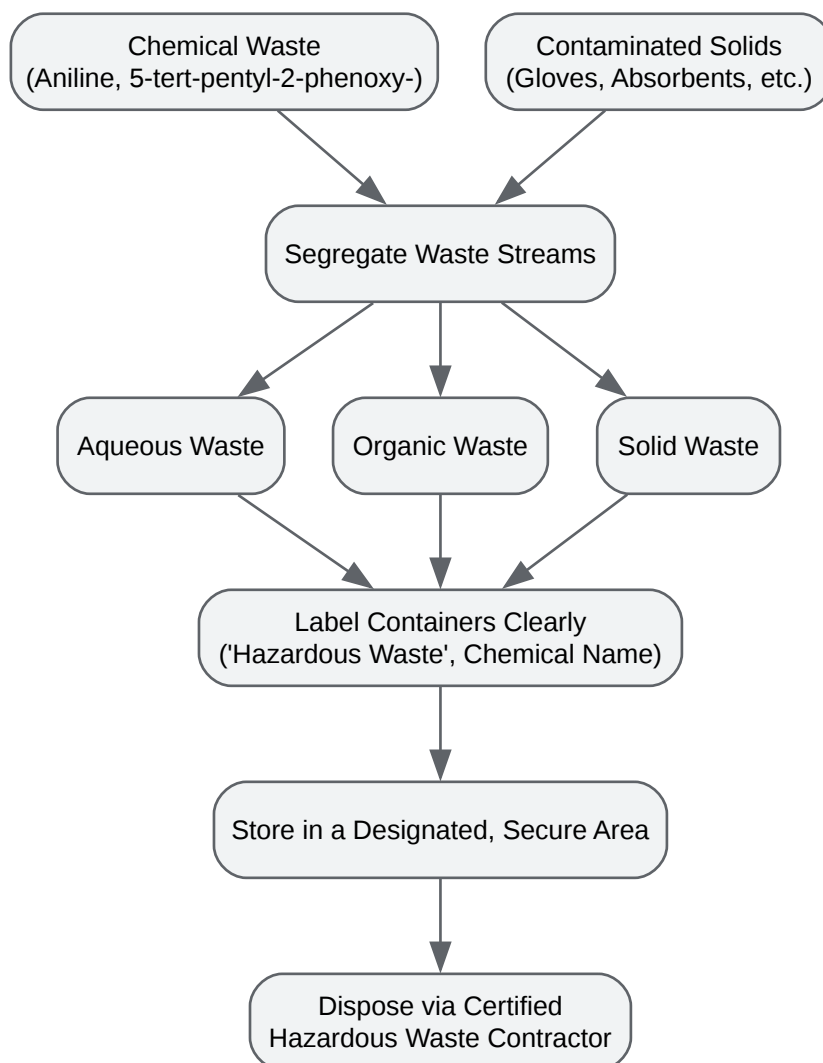 Chemical Waste
(Aniline, 5-tert-pentyl-2-phenoxy-)
Contaminated Solids
(Gloves, Absorbents, etc.)
Segregate Waste Streams
Aqueous Waste
Organic Waste
Solid Waste
Label Containers Clearly
('Hazardous Waste', Chemical Name)
Store in a Designated, Secure Area
Dispose via Certified
Hazardous Waste Contractor